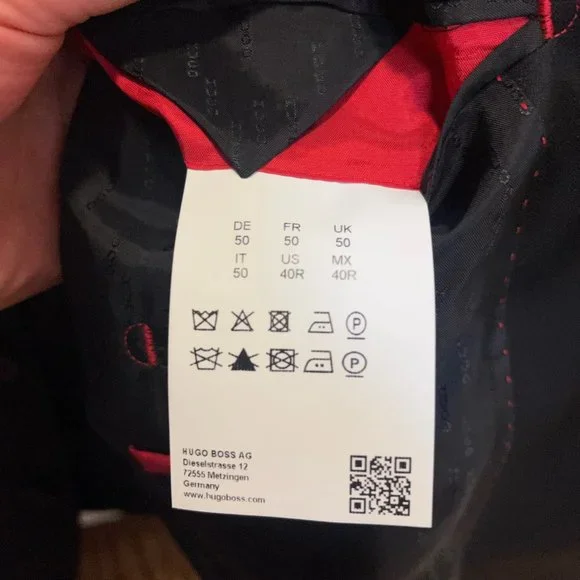 DE FR UK
50 50 50
IT US MX
50 40R 40R
P
P
HUGO BOSS AG
Dieselstrasse 12
72555 Metzingen
Germany
www.hugoboss.com